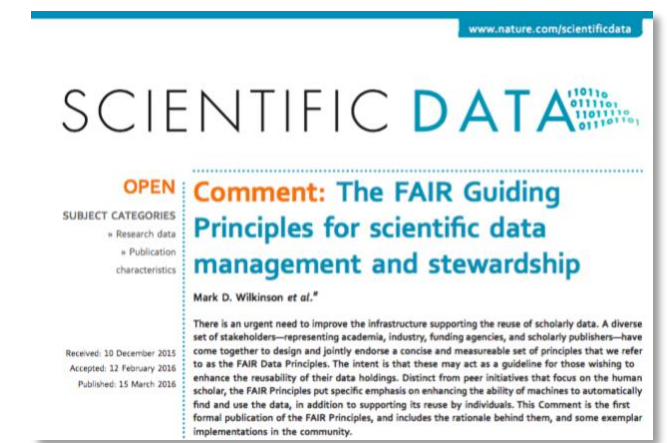 www.nature.com/scientificdata
SCIENTIFIC DATA
110110
0111101
11011110
011101101
OPEN
SUBJECT CATEGORIES
» Research data
» Publication
characteristics
Received: 10 December 2015
Accepted: 12 February 2016
Published: 15 March 2016
Comment: The FAIR Guiding
Principles for scientific data
management and stewardship
Mark D. Wilkinson et al.#
There is an urgent need to improve the infrastructure supporting the reuse of scholarly data. A diverse
set of stakeholders—representing academia, industry, funding agencies, and scholarly publishers—have
come together to design and jointly endorse a concise and measureable set of principles that we refer
to as the FAIR Data Principles. The intent is that these may act as a guideline for those wishing to
enhance the reusability of their data holdings. Distinct from peer initiatives that focus on the human
scholar, the FAIR Principles put specific emphasis on enhancing the ability of machines to automatically
find and use the data, in addition to supporting its reuse by individuals. This Comment is the first
formal publication of the FAIR Principles, and includes the rationale behind them, and some exemplar
implementations in the community.